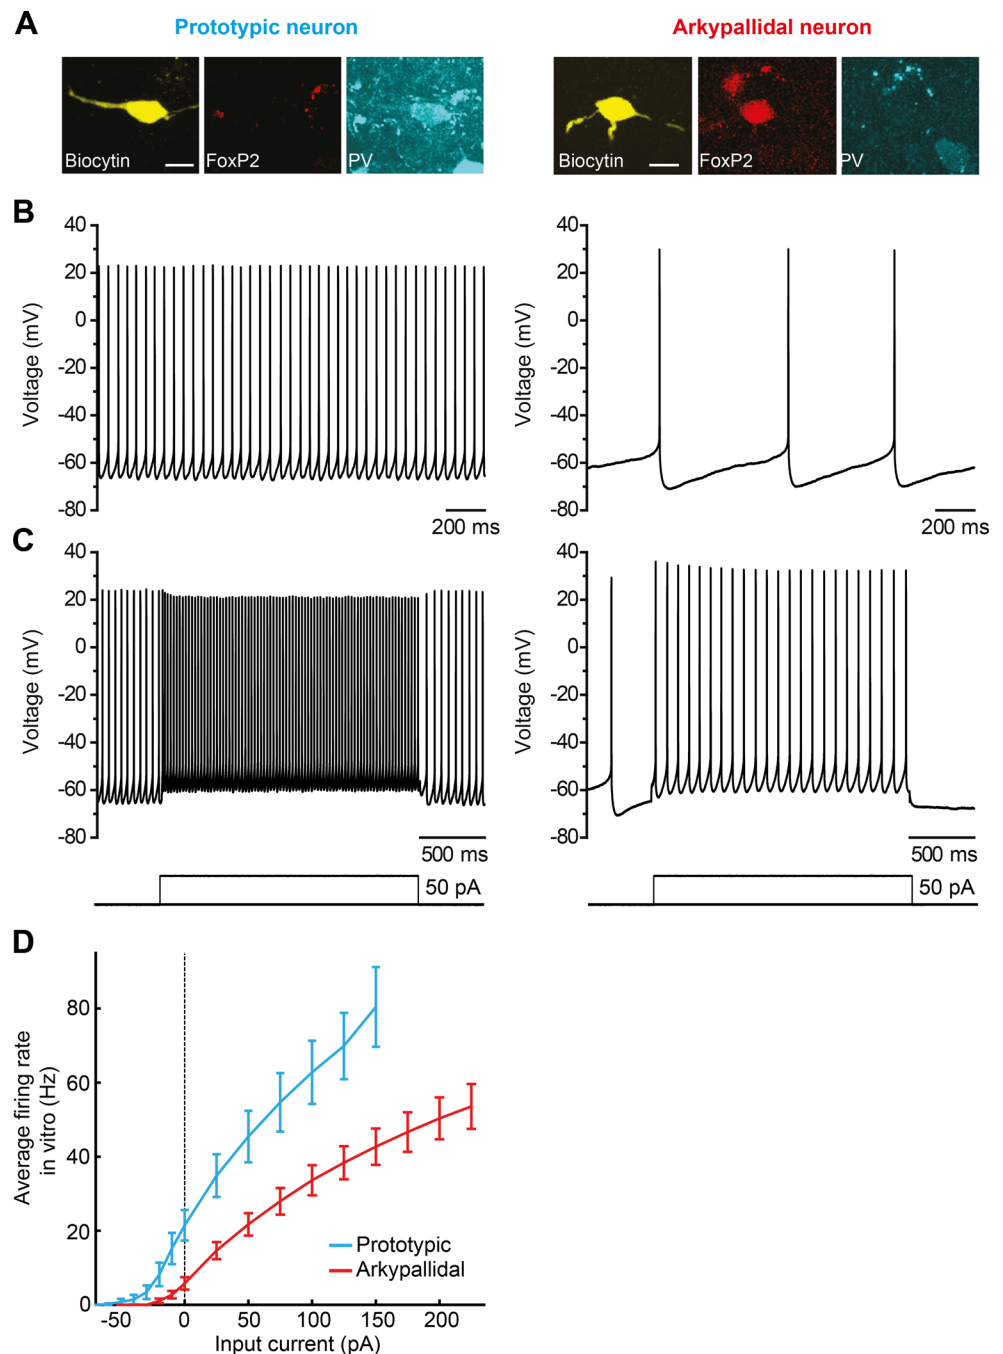 A
Prototypic neuron
Arkypallidal neuron
Biocytin
FoxP2
PV
Biocytin
FoxP2
PV
B
Voltage (mV)
40
20
0
-20
-40
-60
-80
200 ms
Voltage (mV)
40
20
0
-20
-40
-60
-80
200 ms
C
Voltage (mV)
40
20
0
-20
-40
-60
-80
500 ms
50 pA
Voltage (mV)
40
20
0
-20
-40
-60
-80
500 ms
50 pA
D
Average firing rate
in vitro (Hz)
80
60
40
20
0
-50
0
50
100
150
200
Input current (pA)
Prototypic
Arkypallidal